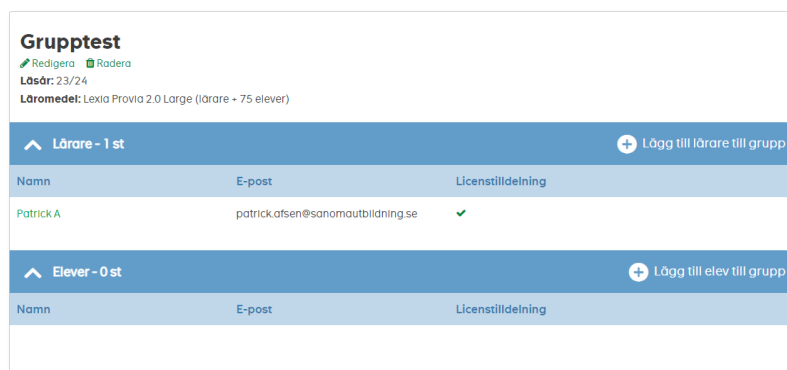 Grupptest
Redigera Radera
Läsår: 23/24
Läromedel: Lexia Provia 2.0 Large (lärare + 75 elever)
Lärare - 1 st Lägg till lärare till grupp
Namn E-post Licenstilldelning
Patrick A patrick.afsen@sanomautbildning.se
Elever - 0 st Lägg till elev till grupp
Namn E-post Licenstilldelning